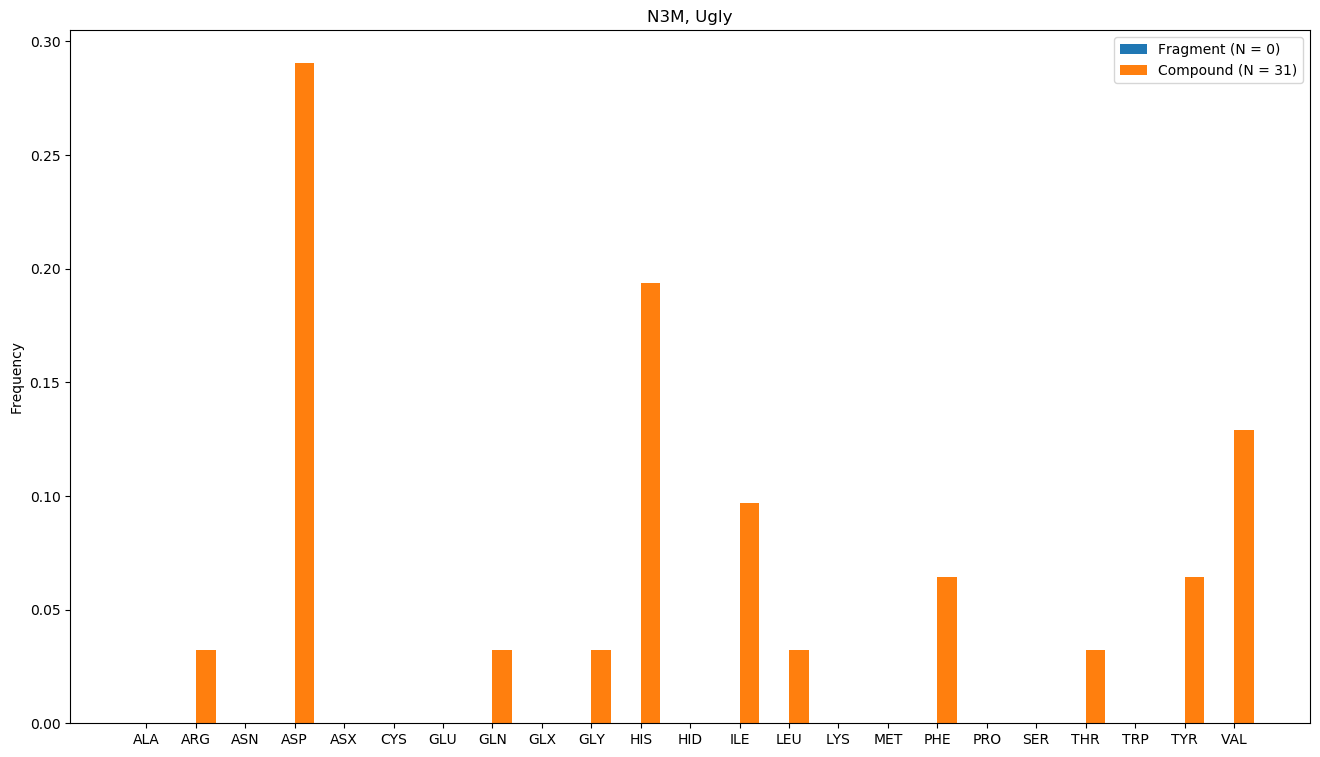 N3M, Ugly
Fragment (N = 0)
Compound (N = 31)
Frequency
0.30
0.25
0.20
0.15
0.10
0.05
0.00
ALA ARG ASN ASP ASX CYS GLU GLN GLX GLY HIS HID ILE LEU LYS MET PHE PRO SER THR TRP TYR VAL